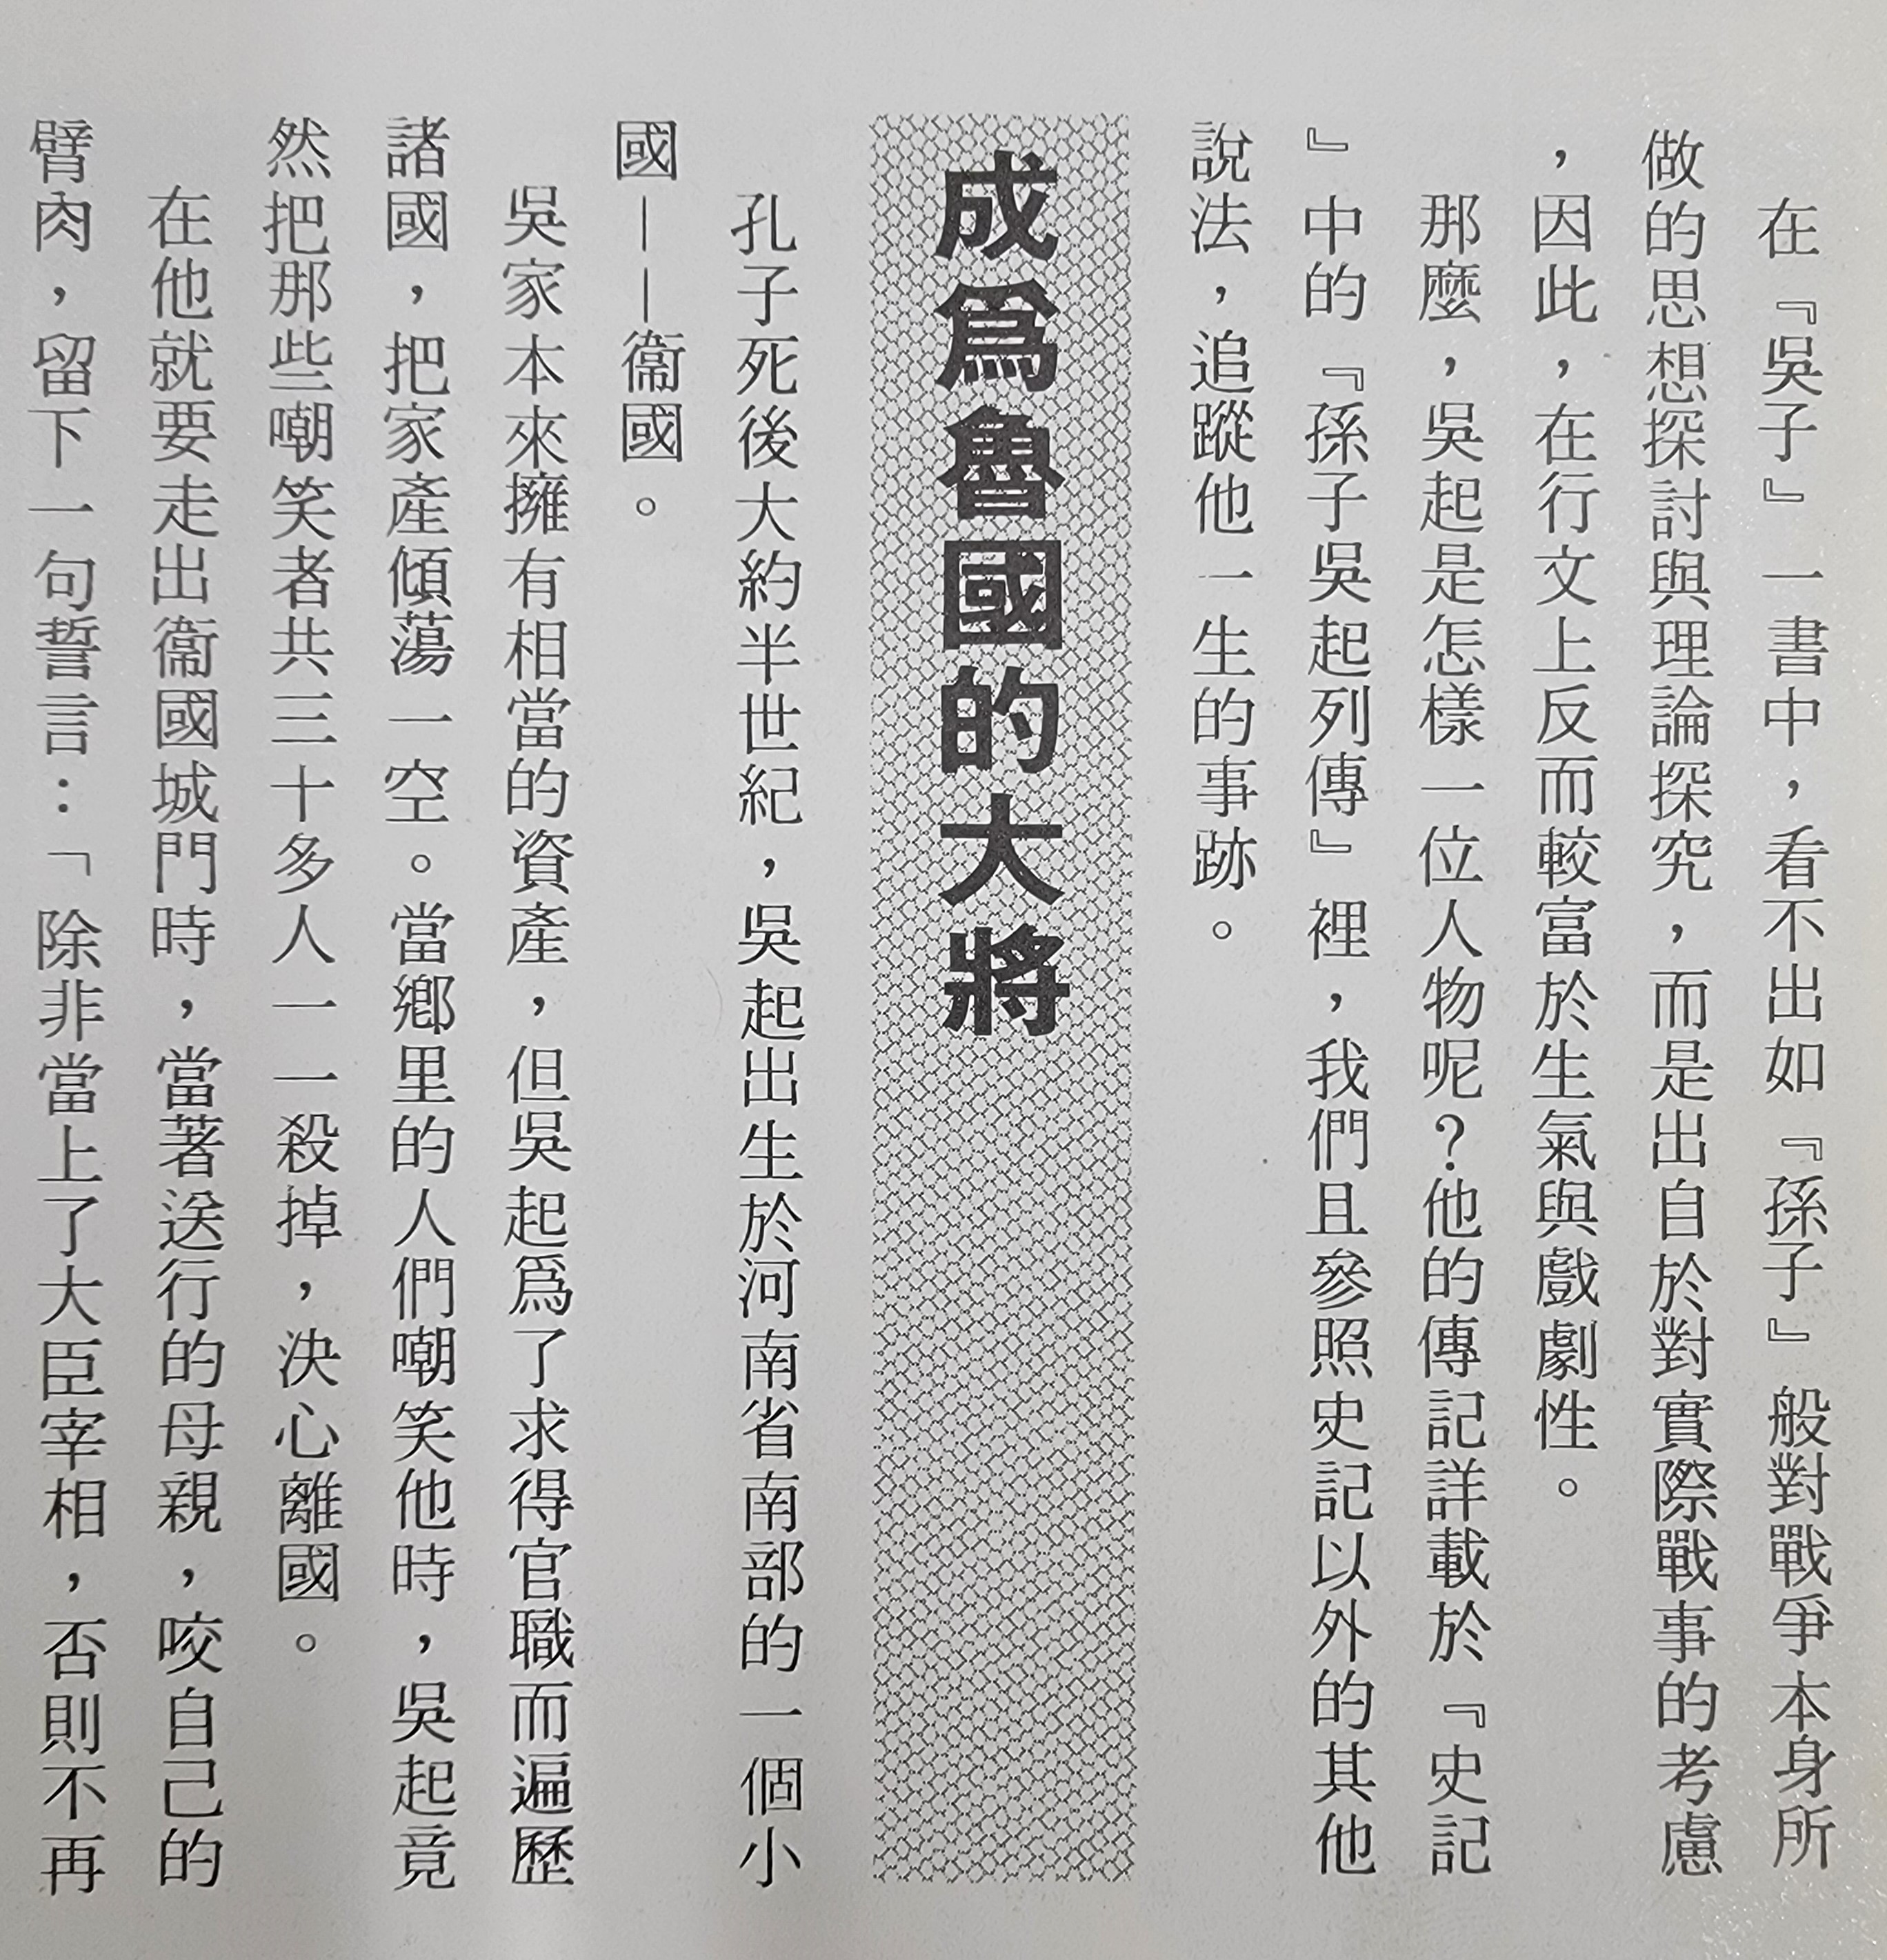 在『吳子』一書中，看不出如『孫子』般對戰爭本身所
做的思想探討與理論探究，而是出自於對實際戰事的考慮
，因此，在行文上反而較富於生氣與戲劇性。
那麼，吳起是怎樣一位人物呢？他的傳記詳載於『史記
』中的『孫子吳起列傳』裡，我們且參照史記以外的其他
說法，追蹤他一生的事跡。
成爲魯國的大將
孔子死後大約半世紀，吳起出生於河南省南部的一個小
國——衞國。
吳家本來擁有相當的資產，但吳起爲了求得官職而遍歷
諸國，把家產傾蕩一空。當鄉里的人們嘲笑他時，吳起竟
然把那些嘲笑者共三十多人一一殺掉，決心離國。
在他就要走出衞國城門時，當著送行的母親，咬自己的
臂肉，留下一句誓言：「除非當上了大臣宰相，否則不再